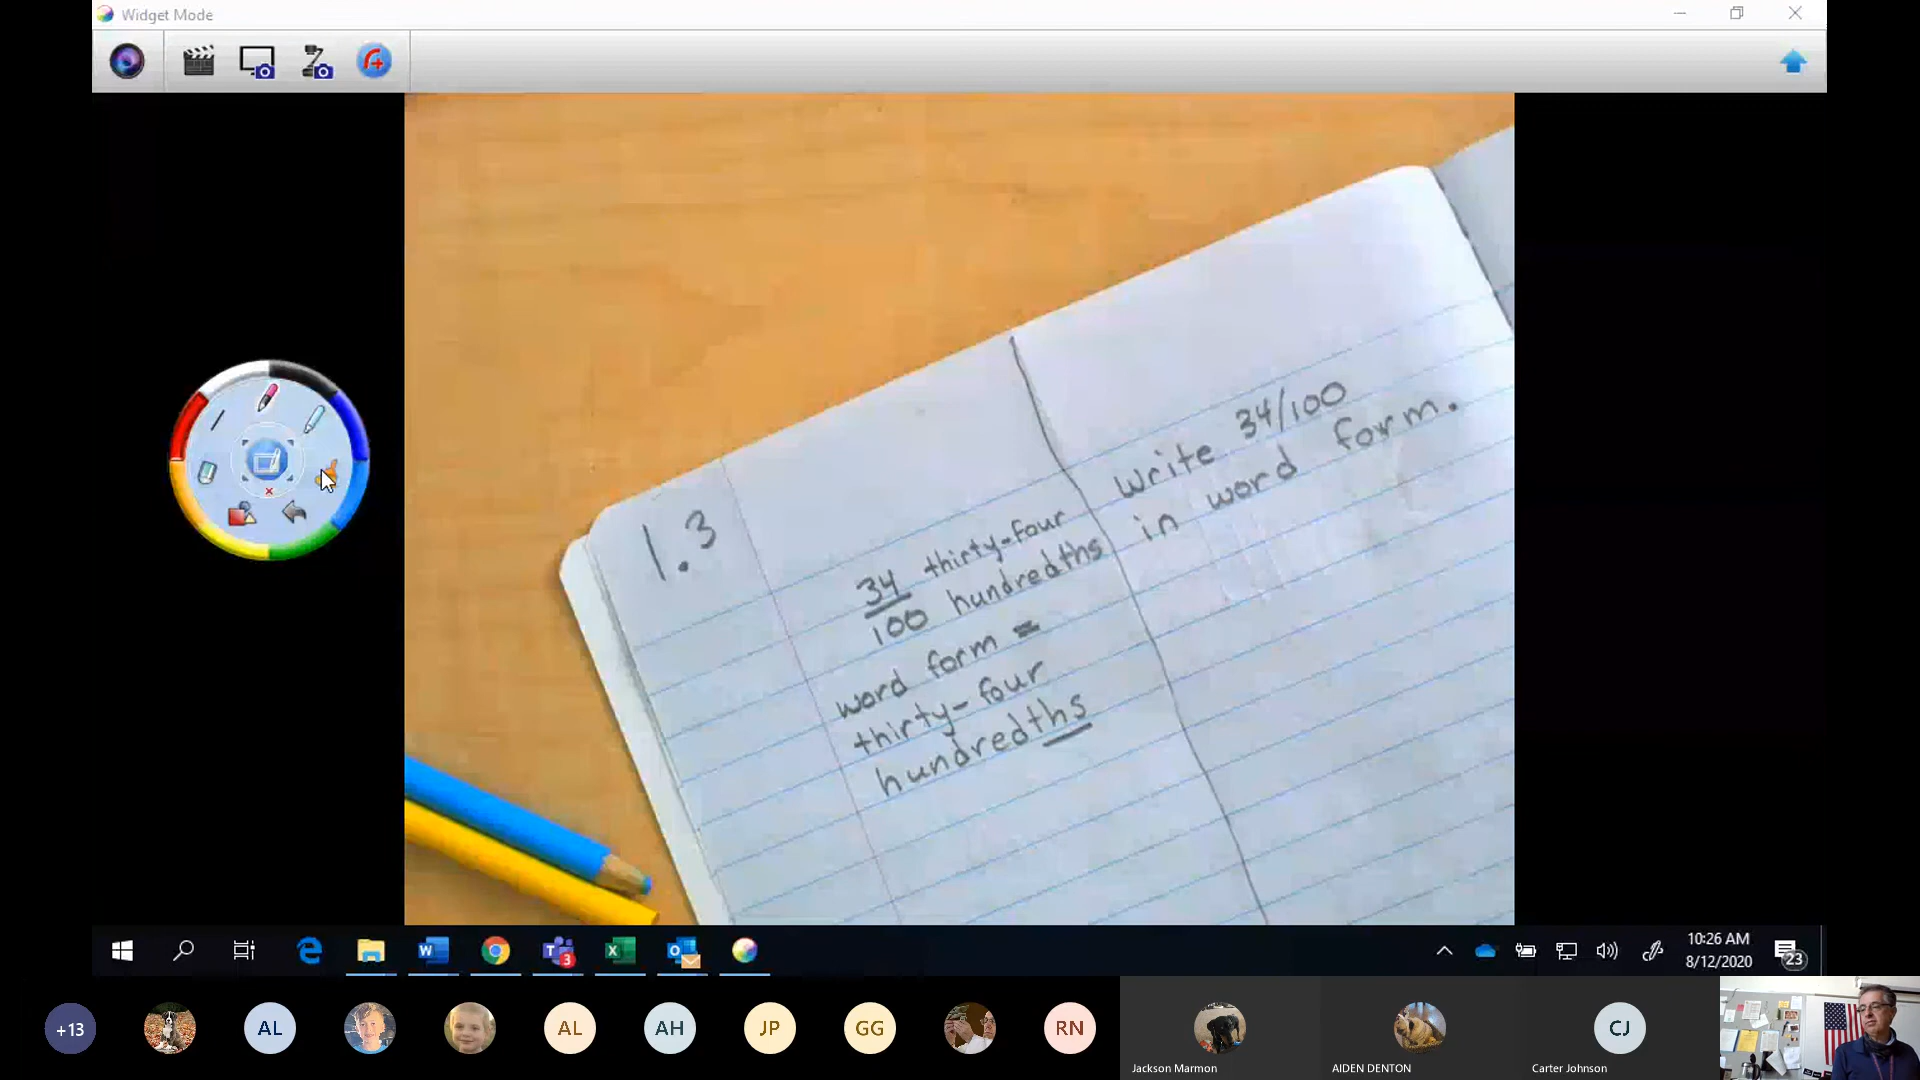 Widget Mode
1.3
34 thirty-four
100 hundredths
word form =
thirty-four
hundredths
Write 34/100
in word form.
3
10:26 AM
8/12/2020
23
+13
AL
AL
AH
JP
GG
RN
CJ
Jackson Marmon
AIDEN DENTON
Carter Johnson